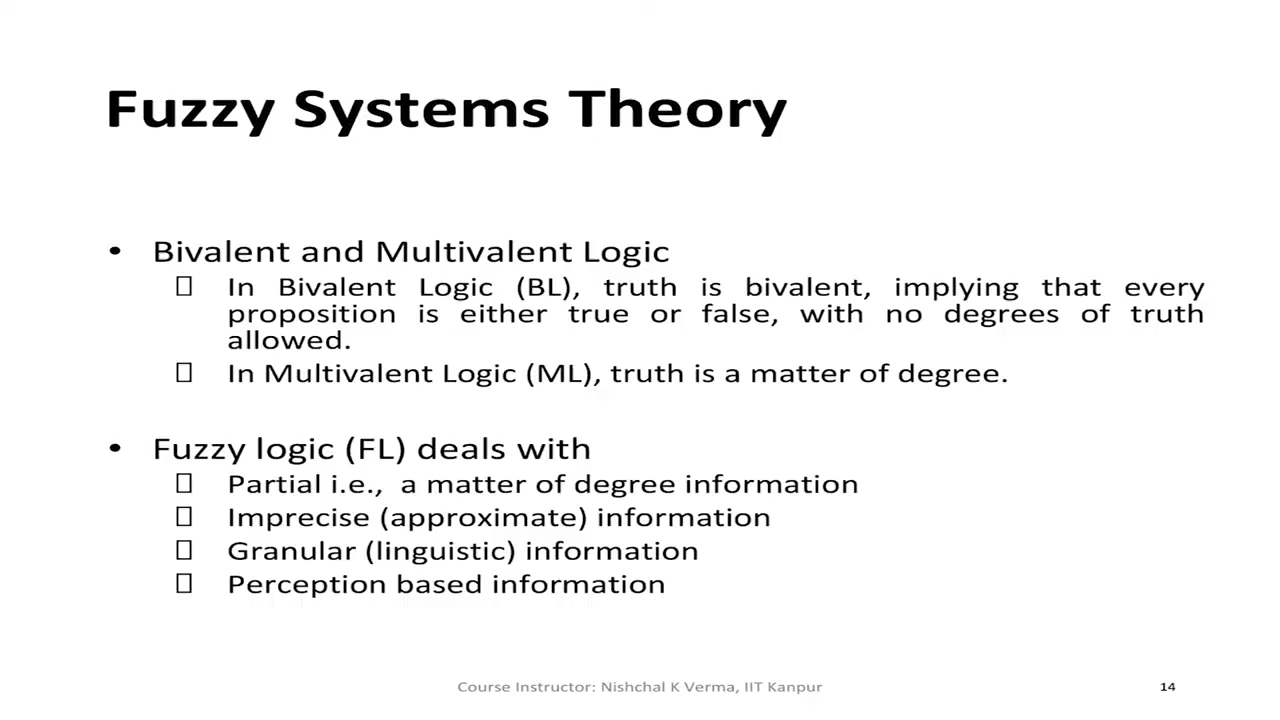 Fuzzy Systems Theory
• Bivalent and Multivalent Logic
In Bivalent Logic (BL), truth is bivalent, implying that every
proposition is either true or false, with no degrees of truth
allowed.
In Multivalent Logic (ML), truth is a matter of degree.
• Fuzzy logic (FL) deals with
Partial i.e., a matter of degree information
Imprecise (approximate) information
Granular (linguistic) information
Perception based information
Course Instructor: Nishchal K Verma, IIT Kanpur
14